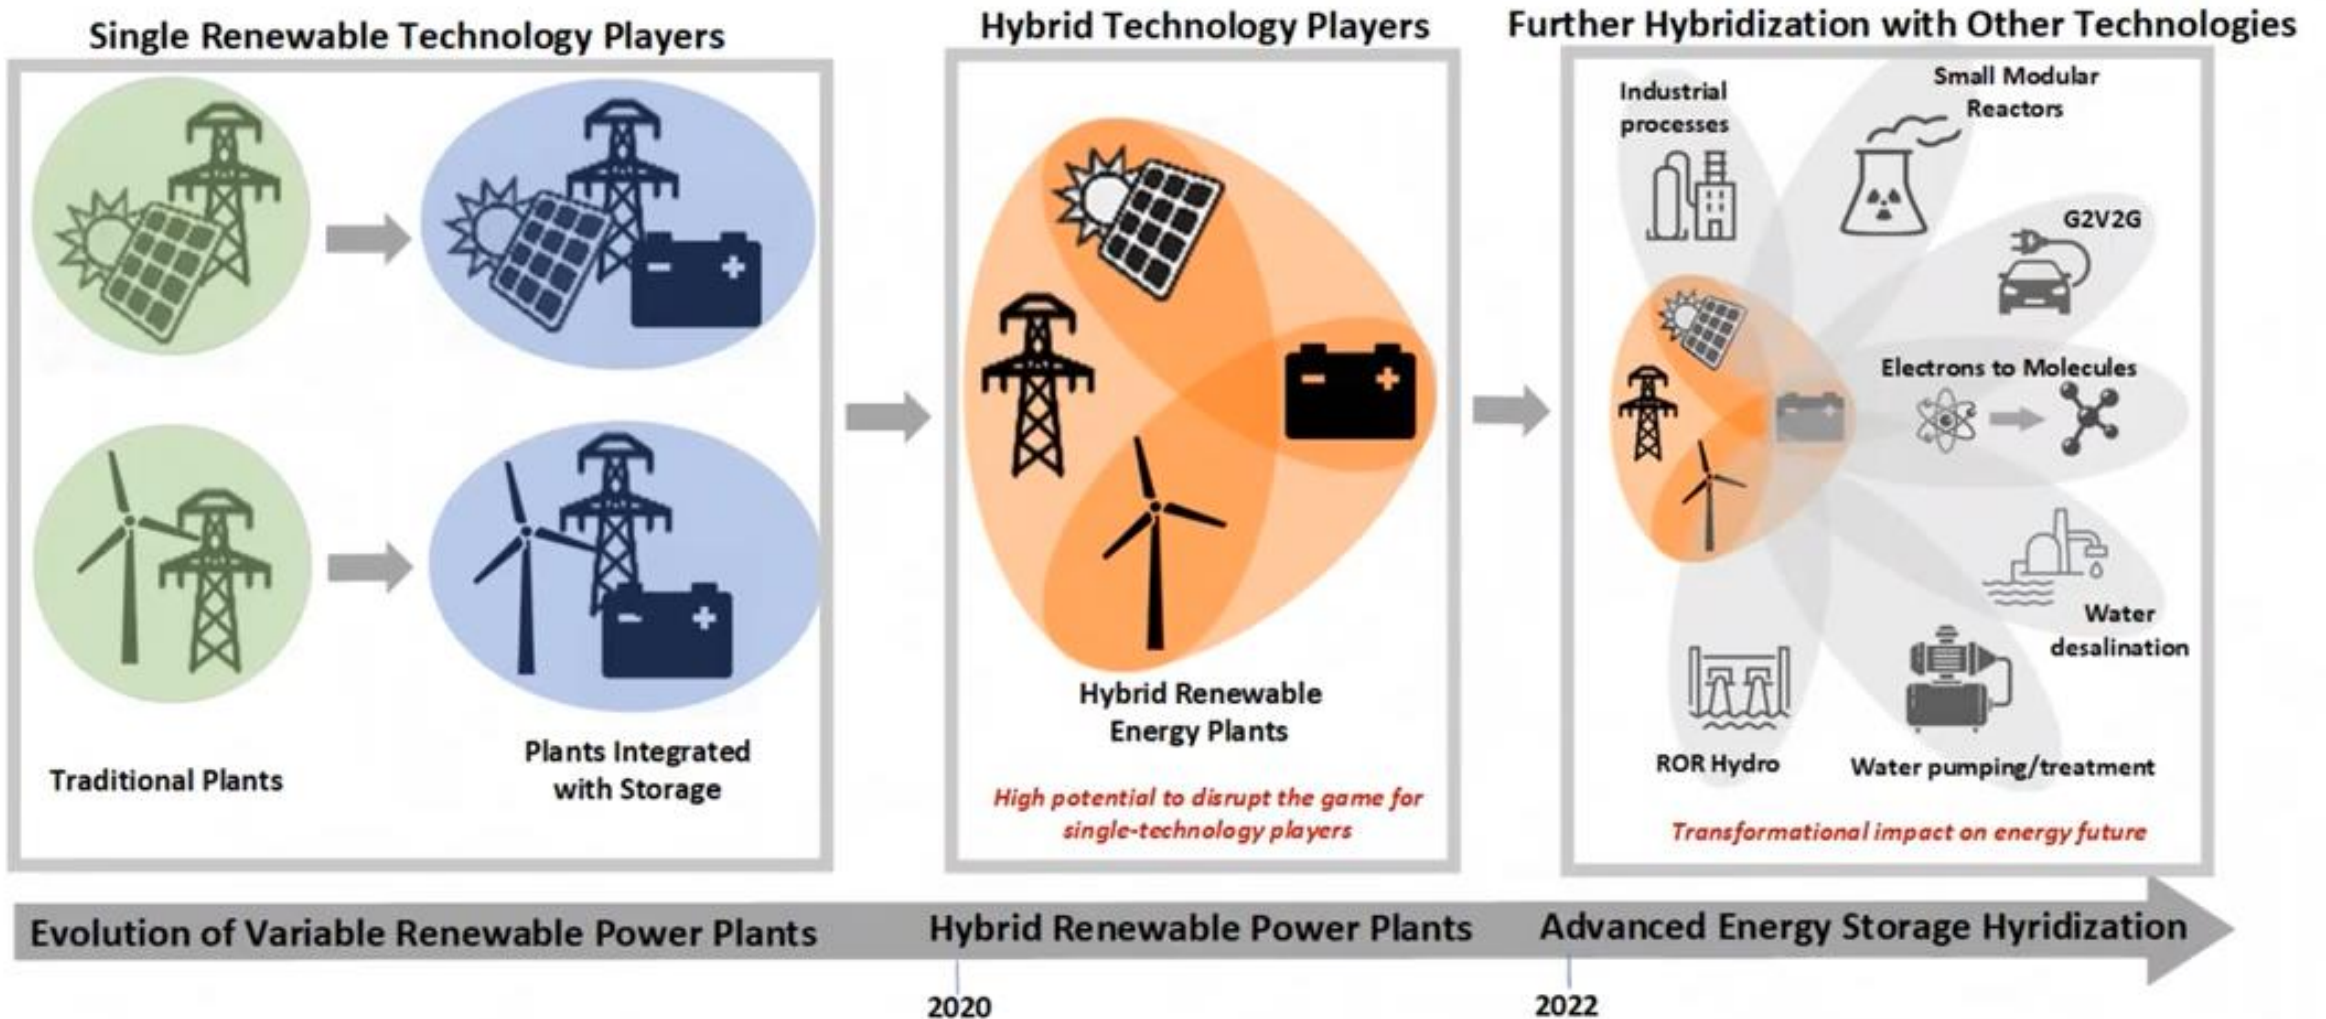 Single Renewable Technology Players
Traditional Plants
Plants Integrated
with Storage
Hybrid Technology Players
Hybrid Renewable
Energy Plants
High potential to disrupt the game for
single-technology players
Further Hybridization with Other Technologies
Industrial
processes
Small Modular
Reactors
G2V2G
Electrons to Molecules
Water
desalination
ROR Hydro
Water pumping/treatment
Transformational impact on energy future
Evolution of Variable Renewable Power Plants
Hybrid Renewable Power Plants
Advanced Energy Storage Hyridization
2020
2022